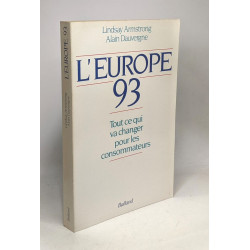 Lindsay Armstrong
Alain Dauvergne
L'EUROPE
93
Tout ce qui
va changer
pour les
consommateurs
Balland